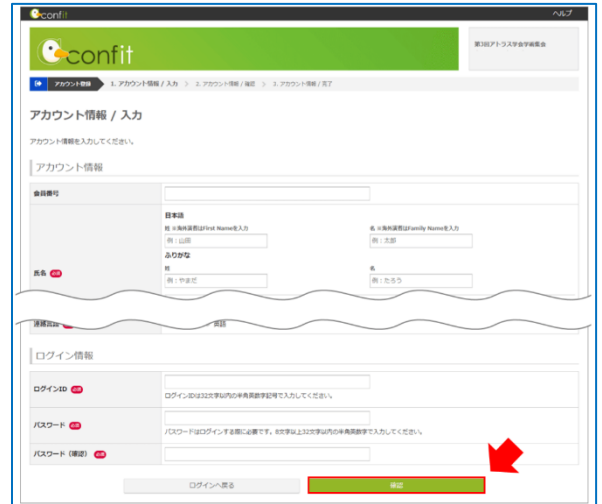 confit
ヘルプ
confit
第3回アトラス学会学術集会
アカウント登録 1. アカウント情報 / 入力 > 2. アカウント情報 / 確認 > 3. アカウント情報 / 完了
アカウント情報 / 入力
アカウント情報を入力してください。
アカウント情報
会員番号
日本語
姓 ※海外演者はFirst Nameを入力 名 ※海外演者はFamily Nameを入力
例：山田 例：太郎
ふりがな
氏名 必須
姓 名
例：やまだ 例：たろう
連絡言語 英語
ログイン情報
ログインID 必須
ログインIDは32文字以内の半角英数字記号で入力してください。
パスワード 必須
パスワードはログインする際に必要です。8文字以上32文字以内の半角英数字で入力してください。
パスワード（確認） 必須
ログインへ戻る 確認